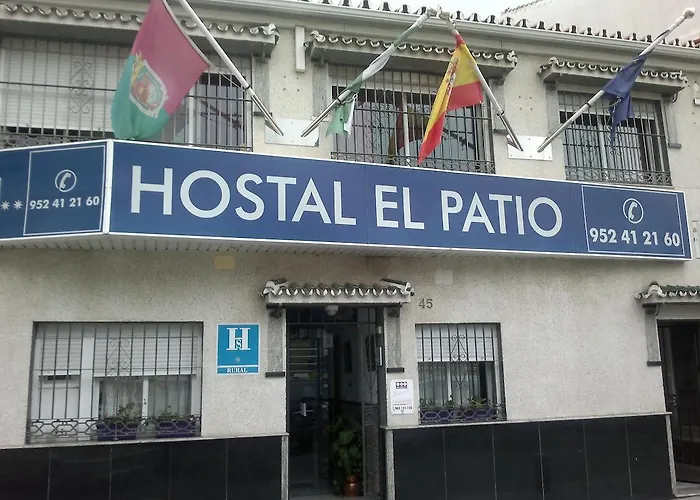 952 41 21 60
HOSTAL EL PATIO
952 41 21 60
45
HS
RURAL